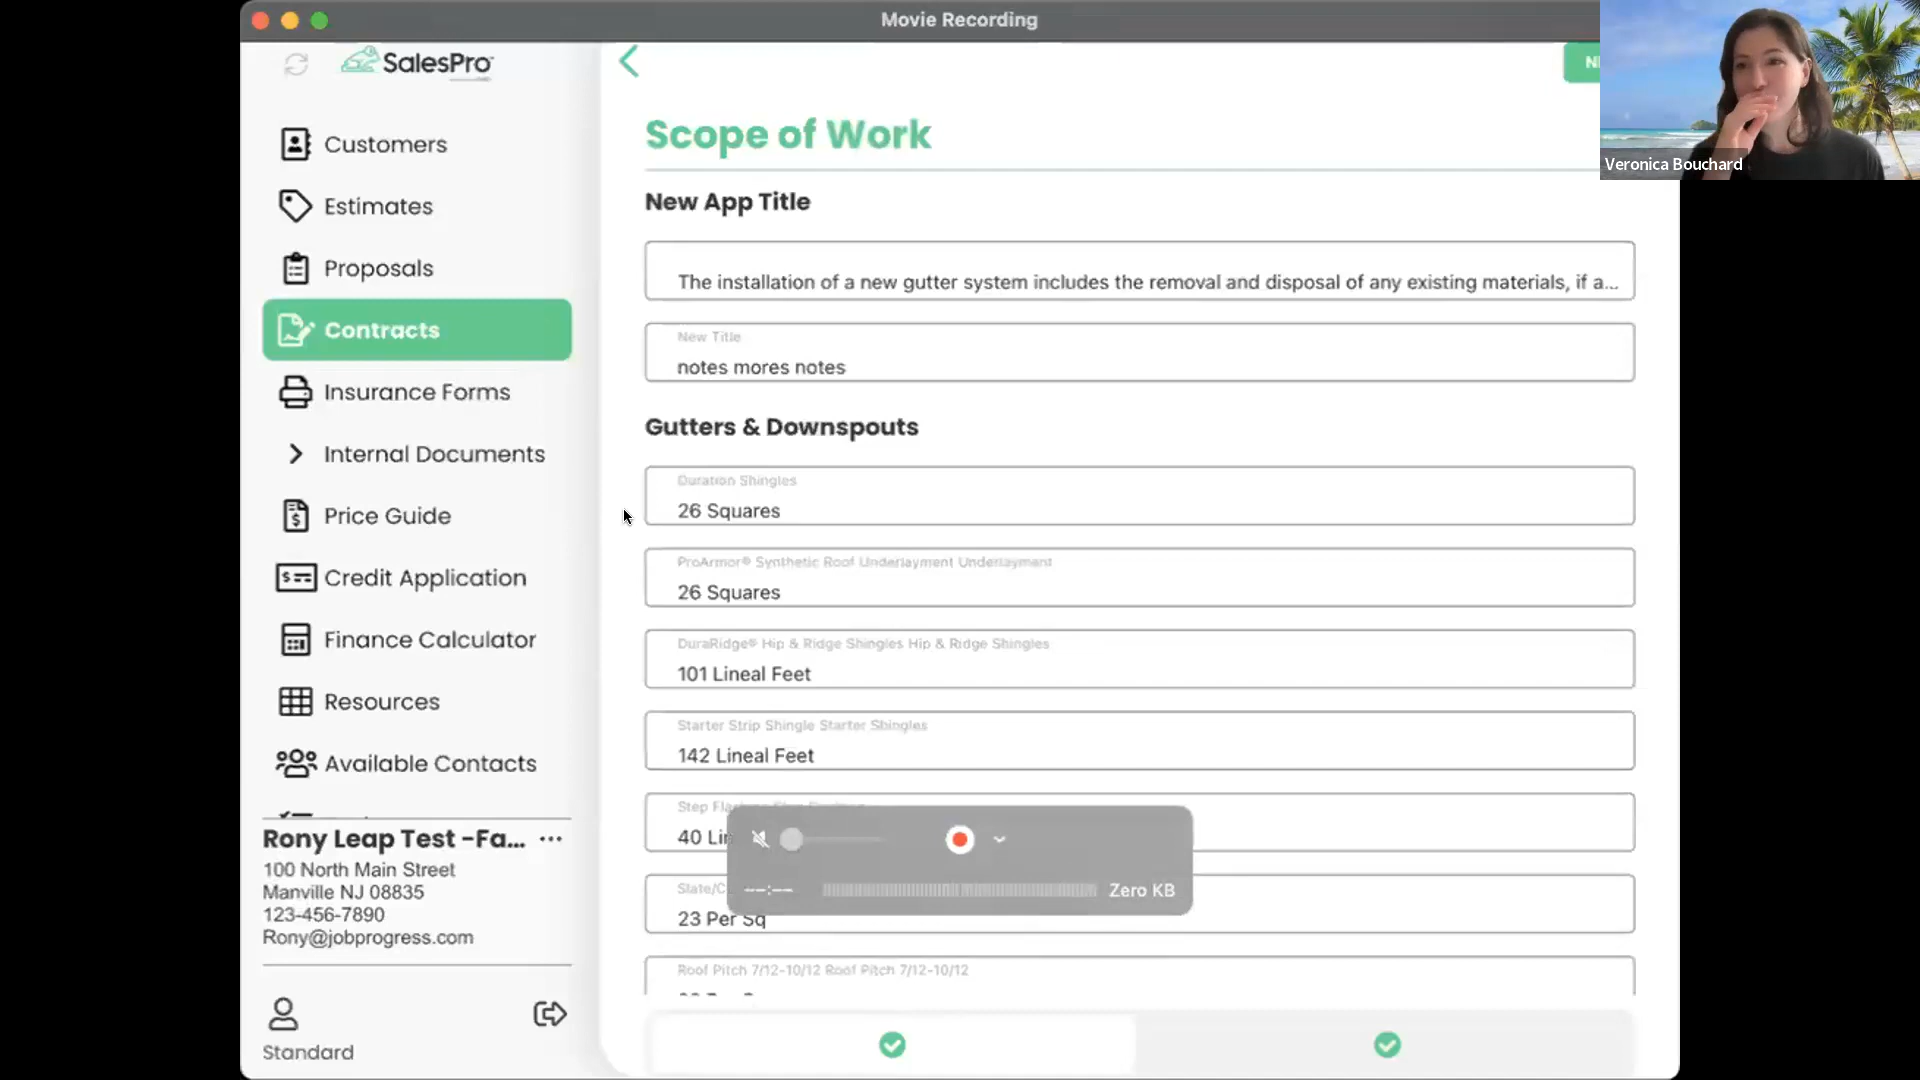 Movie Recording
SalesPro
Customers
Estimates
Proposals
Contracts
Insurance Forms
Internal Documents
Price Guide
Credit Application
Finance Calculator
Resources
Available Contacts
Rony Leap Test -Fa... ...
100 North Main Street
Manville NJ 08835
123-456-7890
Rony@jobprogress.com
Standard
Scope of Work
New App Title
The installation of a new gutter system includes the removal and disposal of any existing materials, if a...
New Title
notes mores notes
Gutters & Downspouts
Duration Shingles
26 Squares
ProArmor® Synthetic Roof Underlayment Underlayment
26 Squares
DuraRidge® Hip & Ridge Shingles Hip & Ridge Shingles
101 Lineal Feet
Starter Strip Shingle Starter Shingles
142 Lineal Feet
Step
40
--:--
Zero KB
23 Per Sq
Roof Pitch 7/12-10/12 Roof Pitch 7/12-10/12
Veronica Bouchard